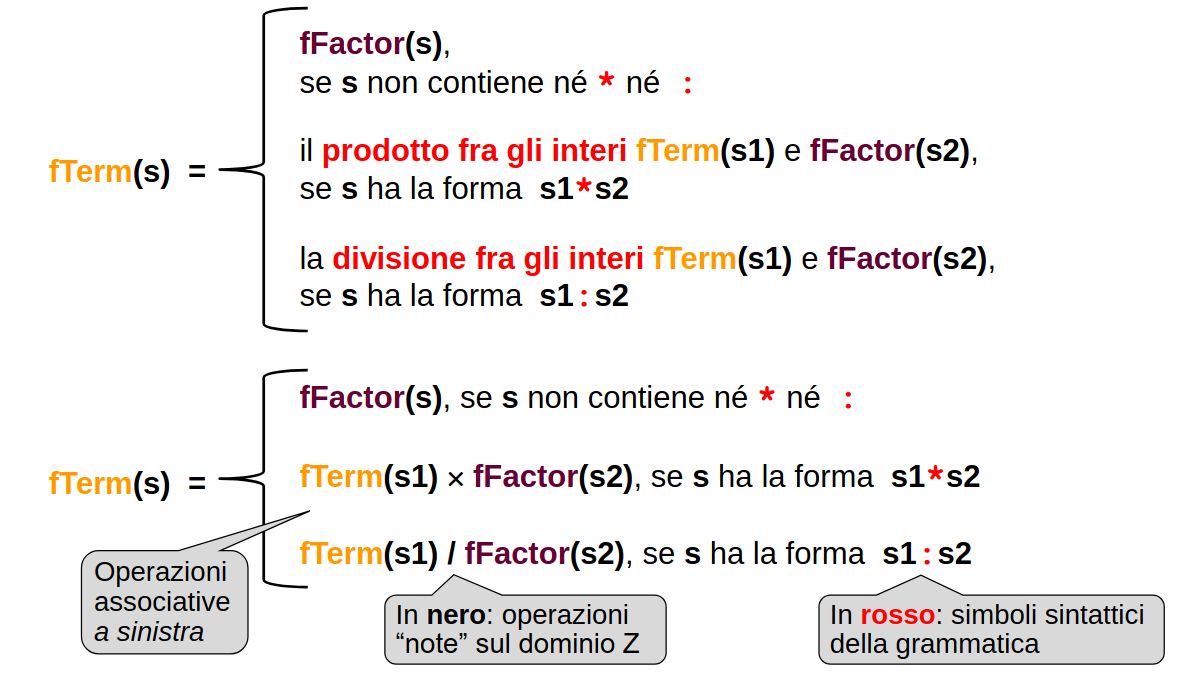 fFactor(s),
se s non contiene né * né :
il prodotto fra gli interi fTerm(s1) e fFactor(s2),
se s ha la forma s1*s2
fTerm(s) =
la divisione fra gli interi fTerm(s1) e fFactor(s2),
se s ha la forma s1:s2
fFactor(s), se s non contiene né * né :
fTerm(s) =
fTerm(s1) × fFactor(s2), se s ha la forma s1*s2
fTerm(s1) / fFactor(s2), se s ha la forma s1:s2
Operazioni
associative
a sinistra
In nero: operazioni
“note” sul dominio Z
In rosso: simboli sintattici
della grammatica